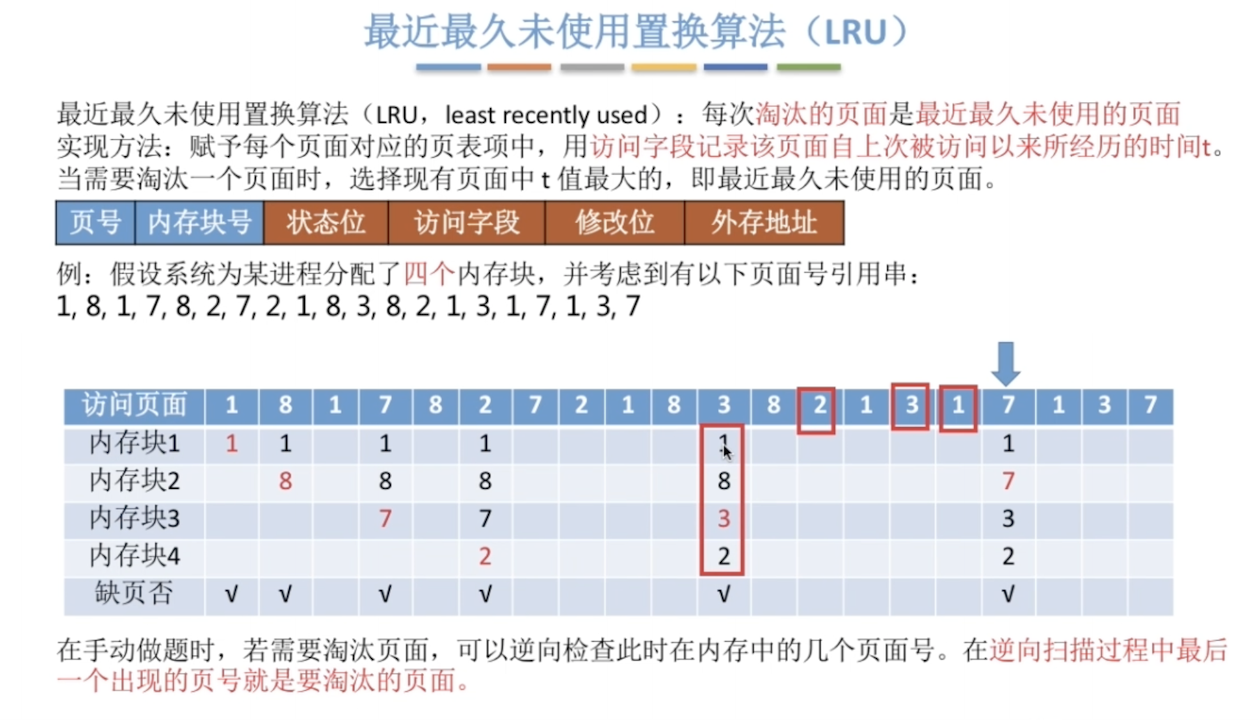 最近最久未使用置换算法（LRU）
最近最久未使用置换算法（LRU，least recently used）：每次淘汰的页面是最近最久未使用的页面
实现方法：赋予每个页面对应的页表项中，用访问字段记录该页面自上次被访问以来所经历的时间t。
当需要淘汰一个页面时，选择现有页面中 t 值最大的，即最近最久未使用的页面。
页号 内存块号 状态位 访问字段 修改位 外存地址
例：假设系统为某进程分配了四个内存块，并考虑到有以下页面号引用串：
1, 8, 1, 7, 8, 2, 7, 2, 1, 8, 3, 8, 2, 1, 3, 1, 7, 1, 3, 7
访问页面 1 8 1 7 8 2 7 2 1 8 3 8 2 1 3 1 7 1 3 7
内存块1 1 1 1 1 1 1
内存块2 8 8 8 8 7
内存块3 7 7 3 3
内存块4 2 2 2
缺页否 √ √ √ √ √ √
在手动做题时，若需要淘汰页面，可以逆向检查此时在内存中的几个页面号。在逆向扫描过程中最后
一个出现的页号就是要淘汰的页面。